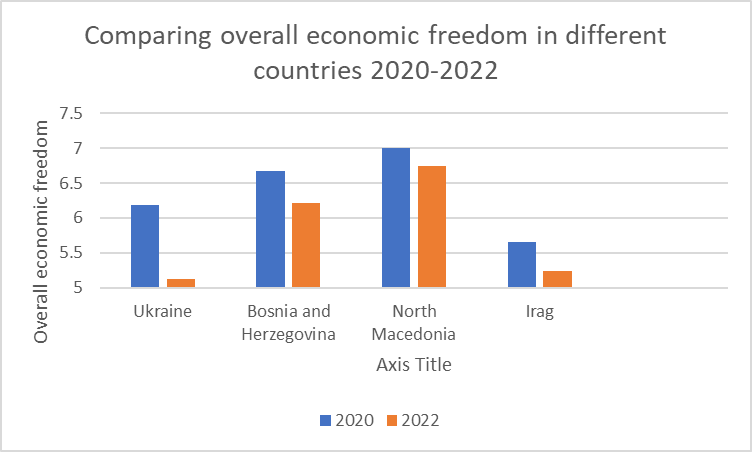 Comparing overall economic freedom in different
countries 2020-2022
Overall economic freedom
7.5
7
6.5
6
5.5
5
Ukraine
Bosnia and
Herzegovina
North
Macedonia
Irag
Axis Title
2020
2022